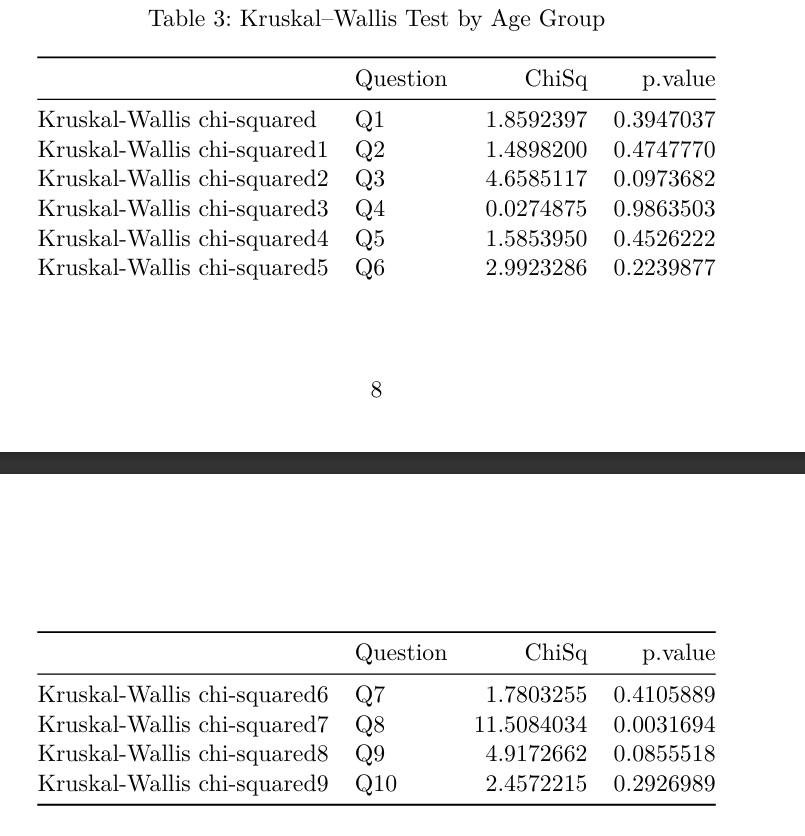 Table 3: Kruskal–Wallis Test by Age Group
Question ChiSq p.value
Kruskal-Wallis chi-squared Q1 1.8592397 0.3947037
Kruskal-Wallis chi-squared1 Q2 1.4898200 0.4747770
Kruskal-Wallis chi-squared2 Q3 4.6585117 0.0973682
Kruskal-Wallis chi-squared3 Q4 0.0274875 0.9863503
Kruskal-Wallis chi-squared4 Q5 1.5853950 0.4526222
Kruskal-Wallis chi-squared5 Q6 2.9923286 0.2239877
8
Question ChiSq p.value
Kruskal-Wallis chi-squared6 Q7 1.7803255 0.4105889
Kruskal-Wallis chi-squared7 Q8 11.5084034 0.0031694
Kruskal-Wallis chi-squared8 Q9 4.9172662 0.0855518
Kruskal-Wallis chi-squared9 Q10 2.4572215 0.2926989